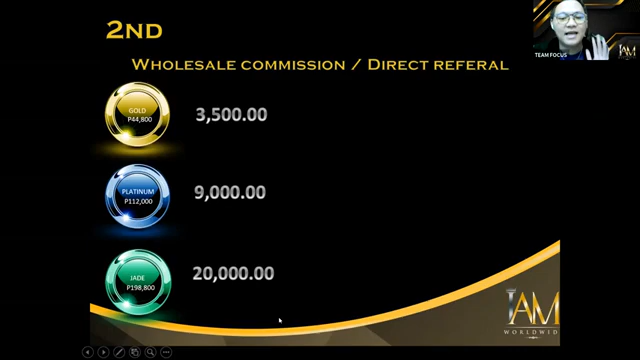 2ND
WHOLESALE COMMISSION / DIRECT REFERAL
GOLD
P44,800
3,500.00
PLATINUM
P112,000
9,000.00
JADE
P198,800
20,000.00
IAM
WORLDWIDE
TEAM FOCUS
IAM